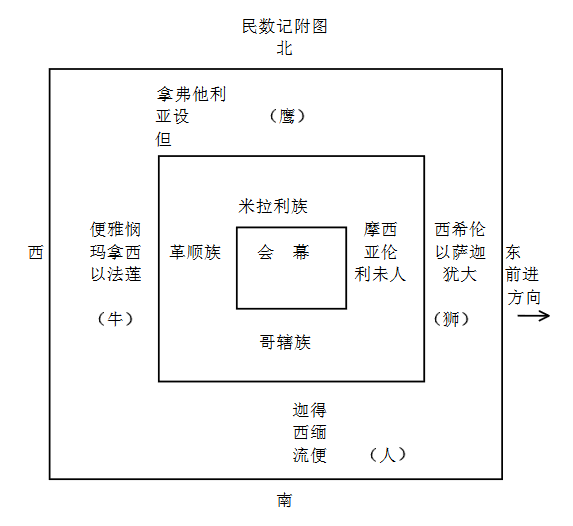 民数记附图
北
拿弗他利
亚设 （鹰）
但
米拉利族
西
便雅悯
玛拿西
以法莲
（牛）
革顺族
会 幕
摩西
亚伦
利未人
西希伦
以萨迦
犹大
（狮）
东
前进
方向
哥辖族
迦得
西缅
流便 （人）
南